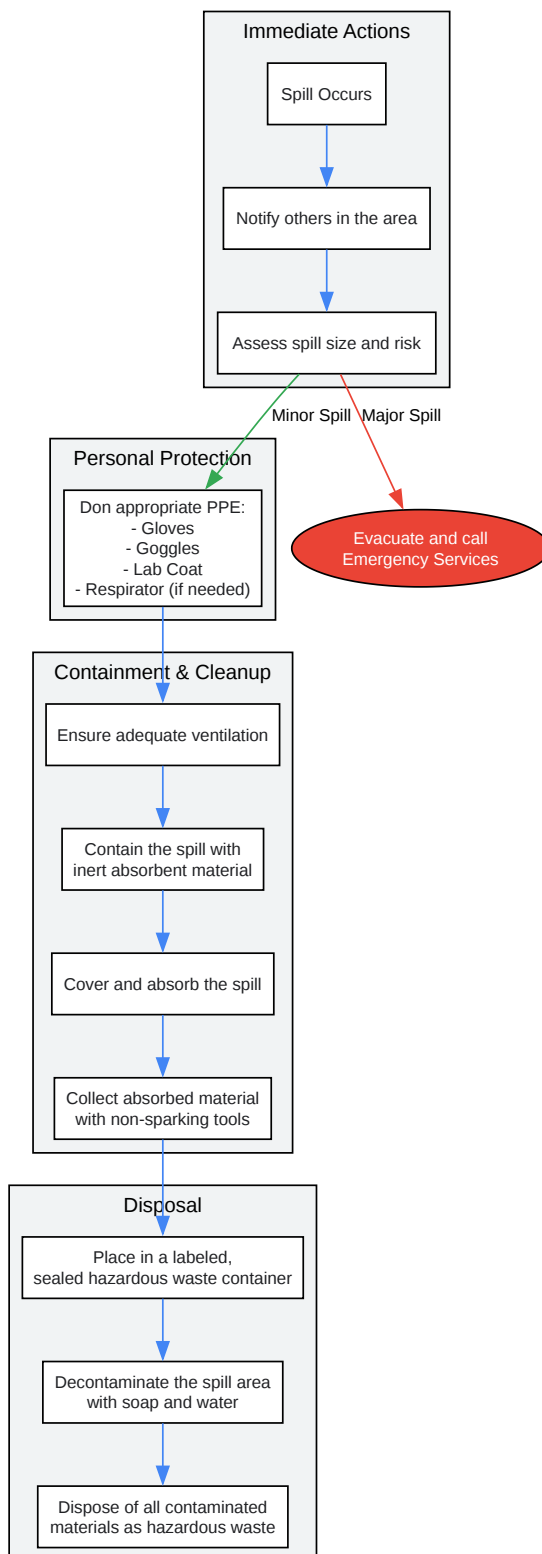 Immediate Actions
Spill Occurs
Notify others in the area
Assess spill size and risk
Minor Spill
Major Spill
Personal Protection
Don appropriate PPE:
- Gloves
- Goggles
- Lab Coat
- Respirator (if needed)
Evacuate and call
Emergency Services
Containment & Cleanup
Ensure adequate ventilation
Contain the spill with
inert absorbent material
Cover and absorb the spill
Collect absorbed material
with non-sparking tools
Disposal
Place in a labeled,
sealed hazardous waste container
Decontaminate the spill area
with soap and water
Dispose of all contaminated
materials as hazardous waste